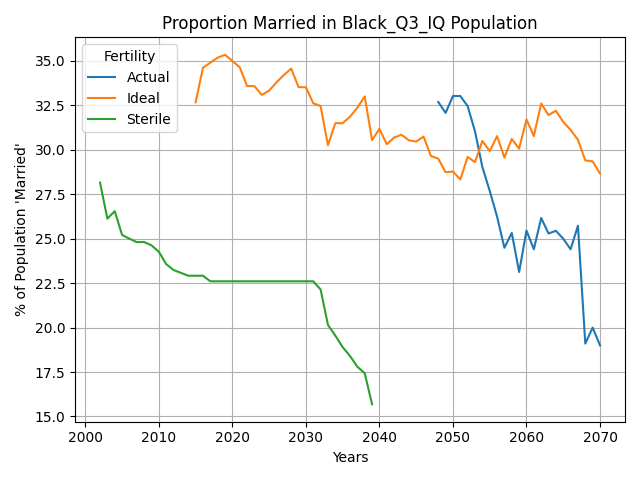 Proportion Married in Black_Q3_IQ Population
Fertility
Actual
Ideal
Sterile
% of Population 'Married'
35.0
32.5
30.0
27.5
25.0
22.5
20.0
17.5
15.0
2000 2010 2020 2030 2040 2050 2060 2070
Years